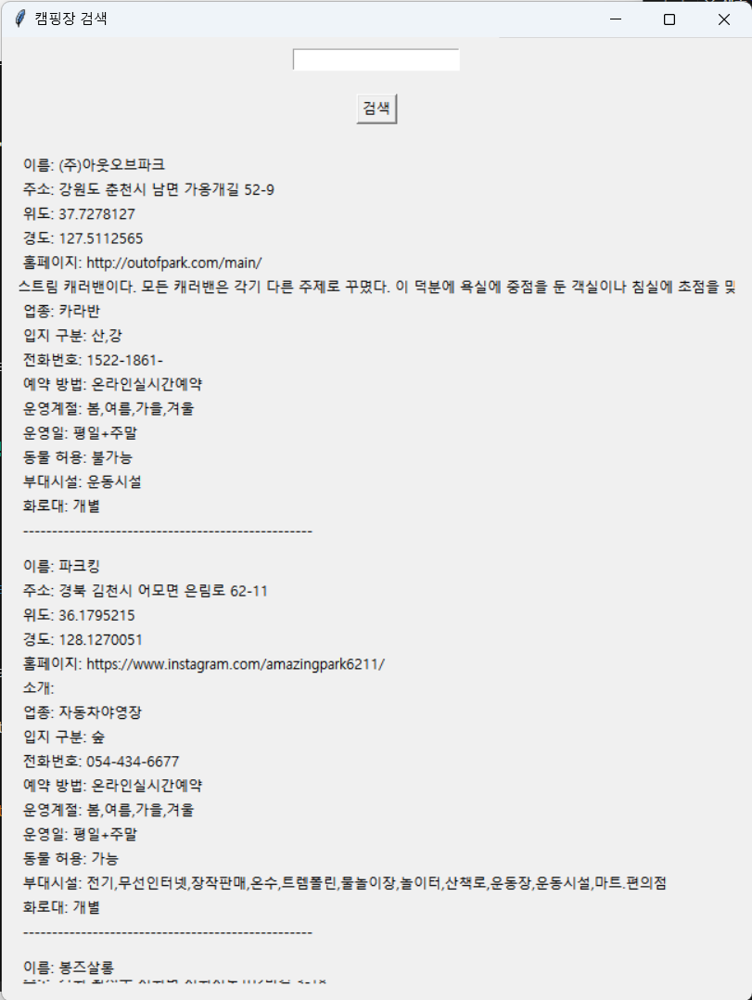 캠핑장 검색
검색
이름: (주)아웃오브파크
주소: 강원도 춘천시 남면 가옹개길 52-9
위도: 37.7278127
경도: 127.5112565
홈페이지: http://outofpark.com/main/
스트림 캐러밴이다. 모든 캐러밴은 각기 다른 주제로 꾸몄다. 이 덕분에 욕실에 중점을 둔 객실이나 침실에 초점을 맞
업종: 카라반
입지 구분: 산,강
전화번호: 1522-1861-
예약 방법: 온라인실시간예약
운영계절: 봄,여름,가을,겨울
운영일: 평일+주말
동물 허용: 불가능
부대시설: 운동시설
화로대: 개별
--------------------------------------------------
이름: 파크킹
주소: 경북 김천시 어모면 은림로 62-11
위도: 36.1795215
경도: 128.1270051
홈페이지: https://www.instagram.com/amazingpark6211/
소개:
업종: 자동차야영장
입지 구분: 숲
전화번호: 054-434-6677
예약 방법: 온라인실시간예약
운영계절: 봄,여름,가을,겨울
운영일: 평일+주말
동물 허용: 가능
부대시설: 전기,무선인터넷,장작판매,온수,트렘폴린,물놀이장,놀이터,산책로,운동장,운동시설,마트.편의점
화로대: 개별
--------------------------------------------------
이름: 봉즈살롱